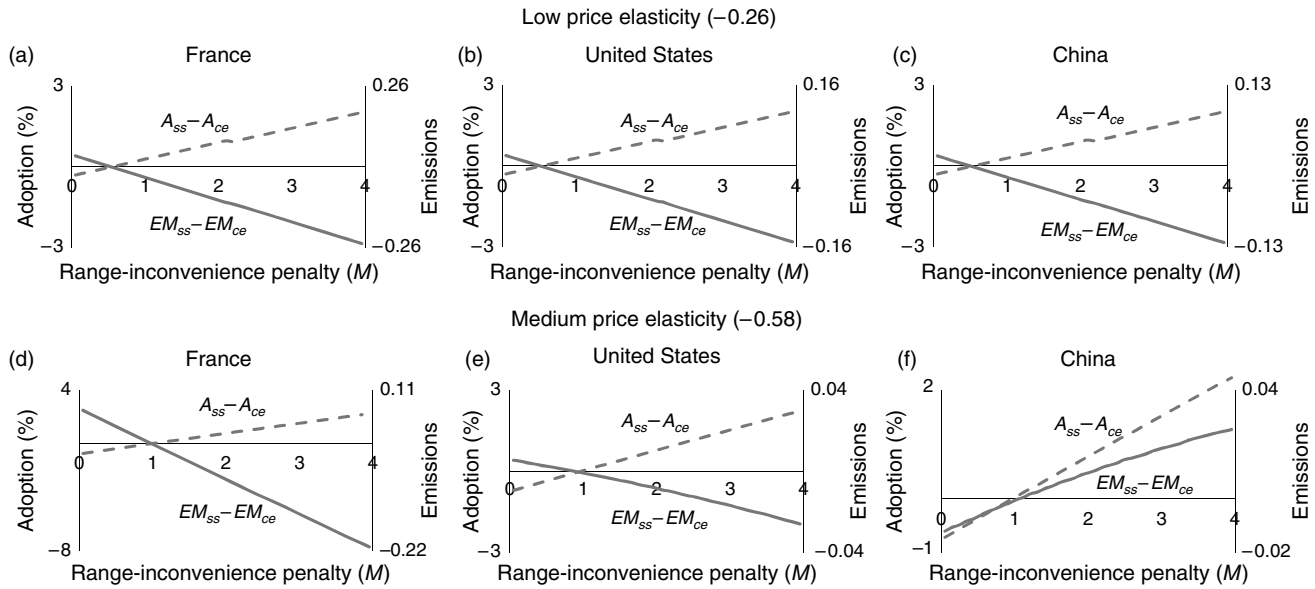 Low price elasticity (−0.26)
(a) France (b) United States (c) China
3 0.26 3 0.16 3 0.13
Adoption (%) A_ss–A_ce Emissions Adoption (%) A_ss–A_ce Emissions Adoption (%) A_ss–A_ce Emissions
0 1 2 3 4 0 1 2 3 4 0 1 2 3 4
EM_ss–EM_ce EM_ss–EM_ce EM_ss–EM_ce
−3 −0.26 −3 −0.16 −3 −0.13
Range-inconvenience penalty (M) Range-inconvenience penalty (M) Range-inconvenience penalty (M)
Medium price elasticity (−0.58)
(d) France (e) United States (f) China
4 0.11 3 0.04 2 0.04
Adoption (%) A_ss–A_ce Emissions Adoption (%) A_ss–A_ce Emissions Adoption (%) A_ss–A_ce Emissions
0 1 2 3 4 0 1 2 3 4 0 1 2 3 4
EM_ss–EM_ce EM_ss–EM_ce EM_ss–EM_ce
−8 −0.22 −3 −0.04 −1 −0.02
Range-inconvenience penalty (M) Range-inconvenience penalty (M) Range-inconvenience penalty (M)